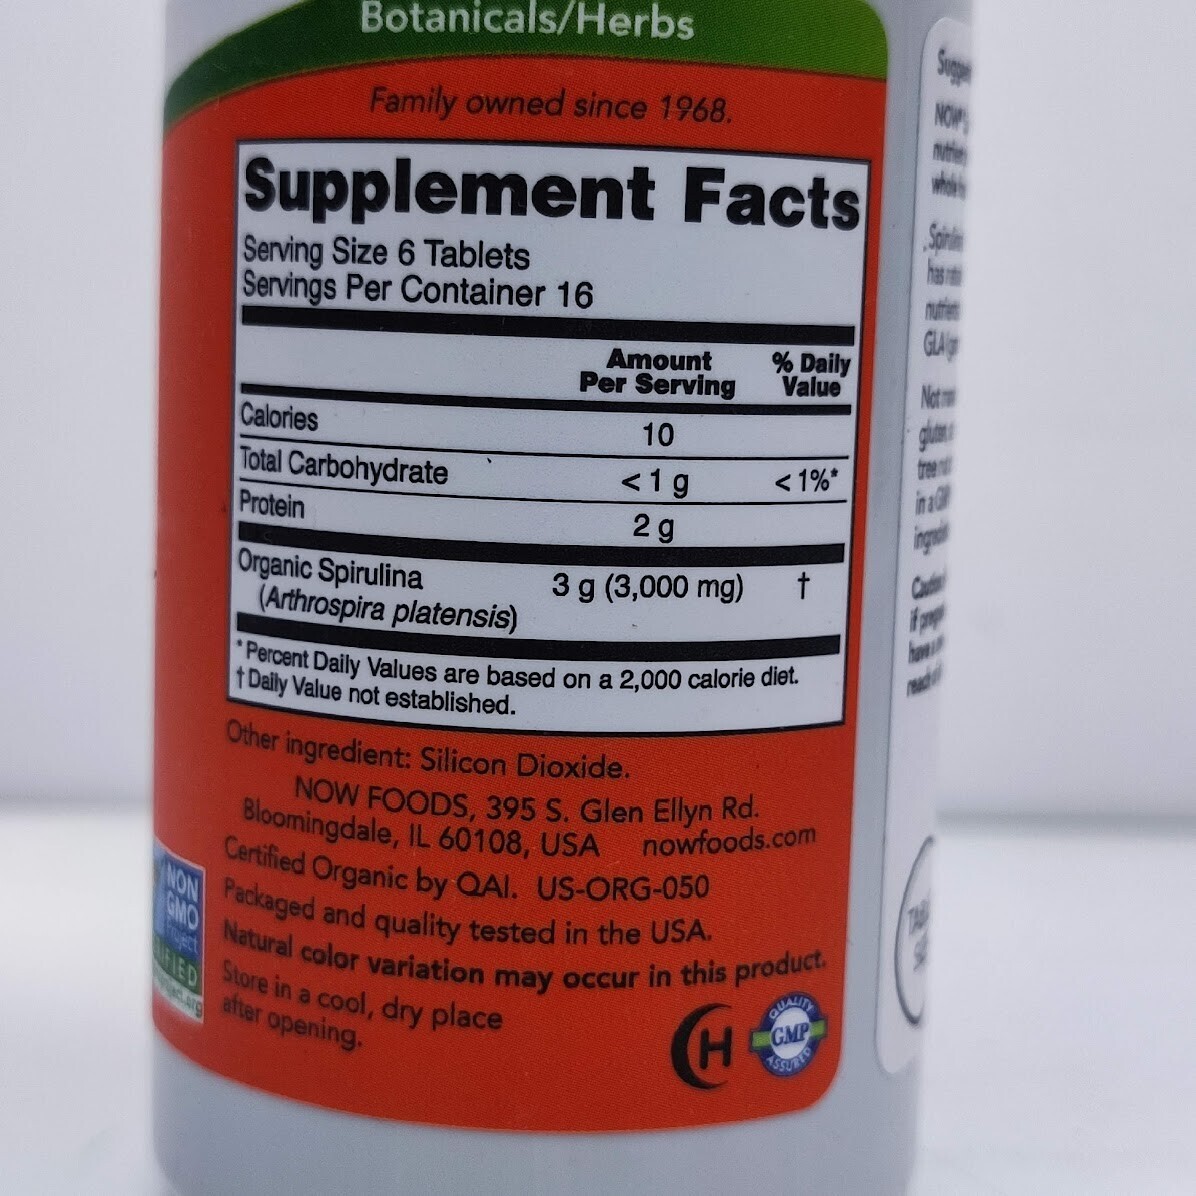 Botanicals/Herbs
Family owned since 1968.
Supplement Facts
Serving Size 6 Tablets
Servings Per Container 16
Amount
Per Serving
% Daily
Value
Calories 10
Total Carbohydrate < 1 g < 1%*
Protein 2 g
Organic Spirulina 3 g (3,000 mg) †
(Arthrospira platensis)
* Percent Daily Values are based on a 2,000 calorie diet.
† Daily Value not established.
Other ingredient: Silicon Dioxide.
NOW FOODS, 395 S. Glen Ellyn Rd.
Bloomingdale, IL 60108, USA nowfoods.com
Certified Organic by QAI. US-ORG-050
Packaged and quality tested in the USA.
Natural color variation may occur in this product.
Store in a cool, dry place
after opening.
NON
GMO
Project
H
QUALITY
GMP
ASSURED